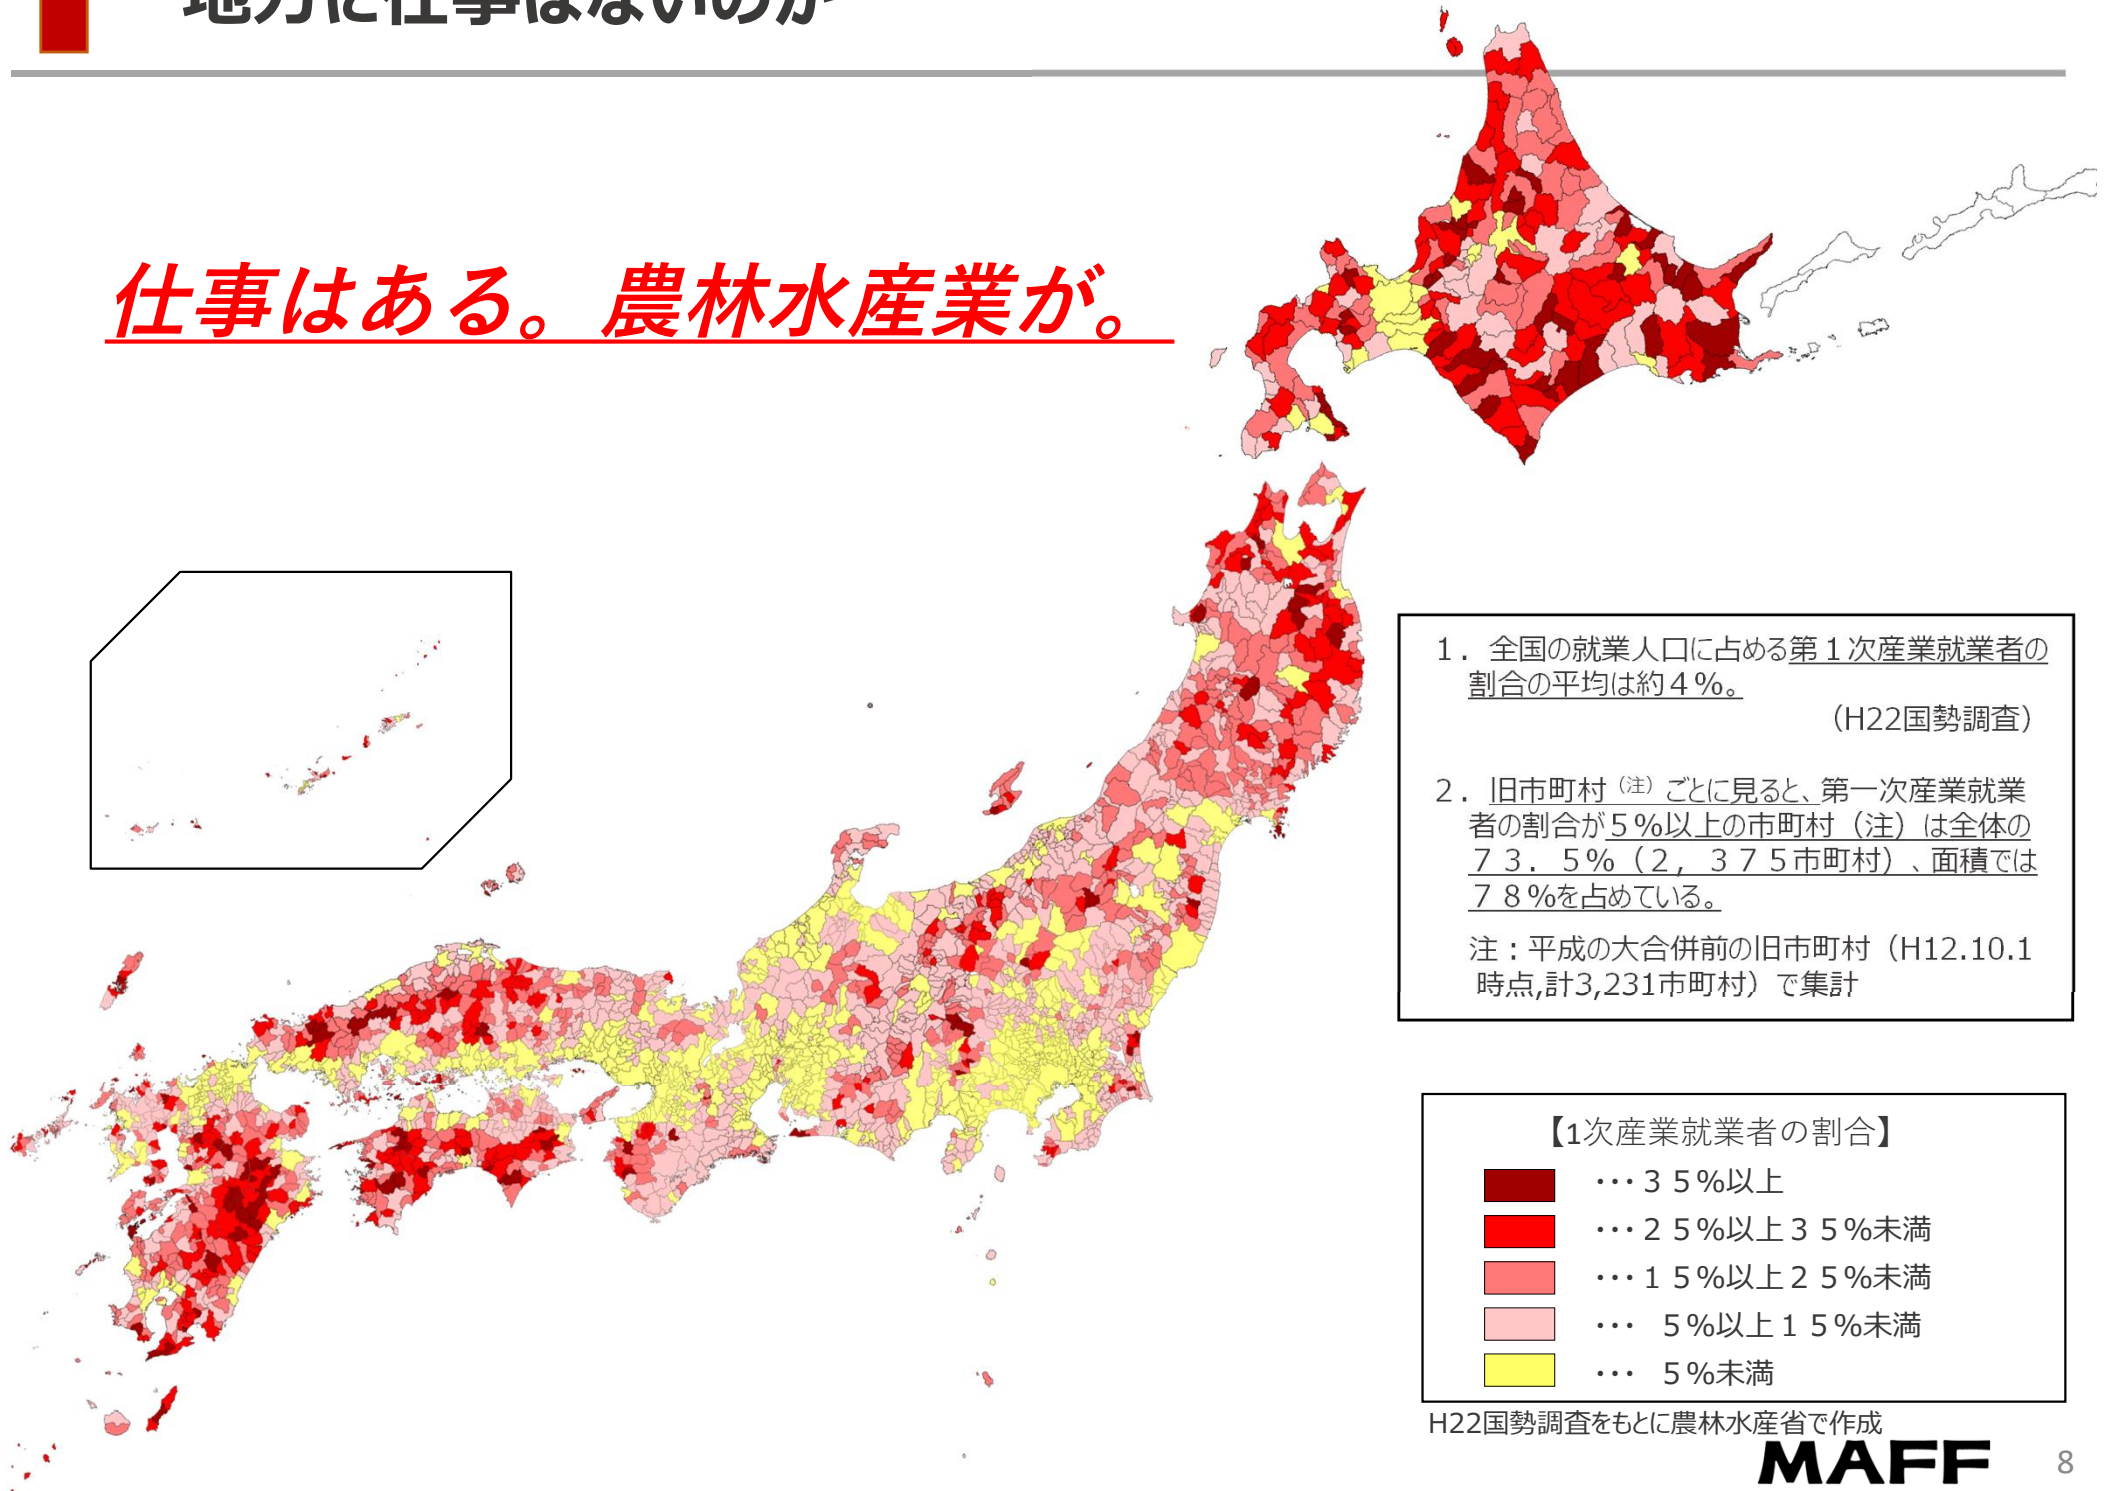 地方に仕事はないのか
仕事はある。農林水産業が。
１．全国の就業人口に占める第１次産業就業者の
割合の平均は約４%。
（H22国勢調査）
２．旧市町村（注）ごとに見ると、第一次産業就業
者の割合が５%以上の市町村（注）は全体の
７３．５%（２，３７５市町村）、面積では
７８%を占めている。
注：平成の大合併前の旧市町村（H12.10.1
時点,計3,231市町村）で集計
【1次産業就業者の割合】
…３５%以上
…２５%以上３５%未満
…１５%以上２５%未満
… ５%以上１５%未満
… ５%未満
H22国勢調査をもとに農林水産省で作成
MAFF
8